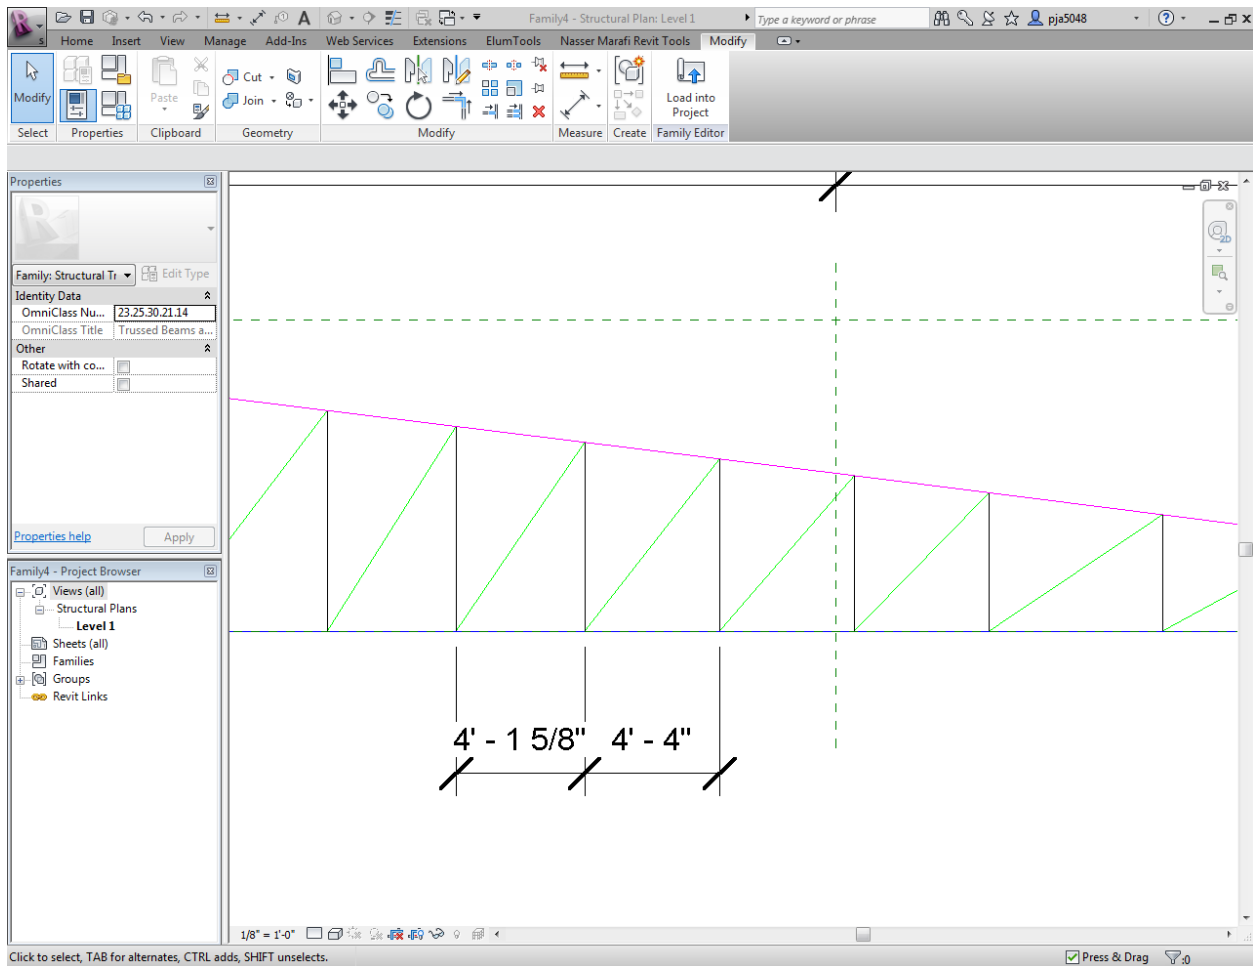 Family4 - Structural Plan: Level 1
Type a keyword or phrase
pja5048
Home Insert View Manage Add-Ins Web Services Extensions ElumTools Nasser Marafi Revit Tools Modify
Modify
Paste
Cut
Join
Load into
Project
Select Properties Clipboard Geometry Modify Measure Create Family Editor
Properties
Family: Structural Tr
Edit Type
Identity Data
OmniClass Nu... 23.25.30.21.14
OmniClass Title Trussed Beams a...
Other
Rotate with co...
Shared
Properties help
Apply
Family4 - Project Browser
Views (all)
Structural Plans
Level 1
Sheets (all)
Families
Groups
Revit Links
2D
4' - 1 5/8" 4' - 4"
1/8" = 1'-0"
Click to select, TAB for alternates, CTRL adds, SHIFT unselects.
Press & Drag
:0